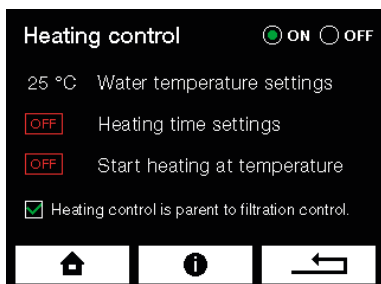 Heating control ON OFF
25 °C Water temperature settings
OFF Heating time settings
OFF Start heating at temperature
Heating control is parent to filtration control.